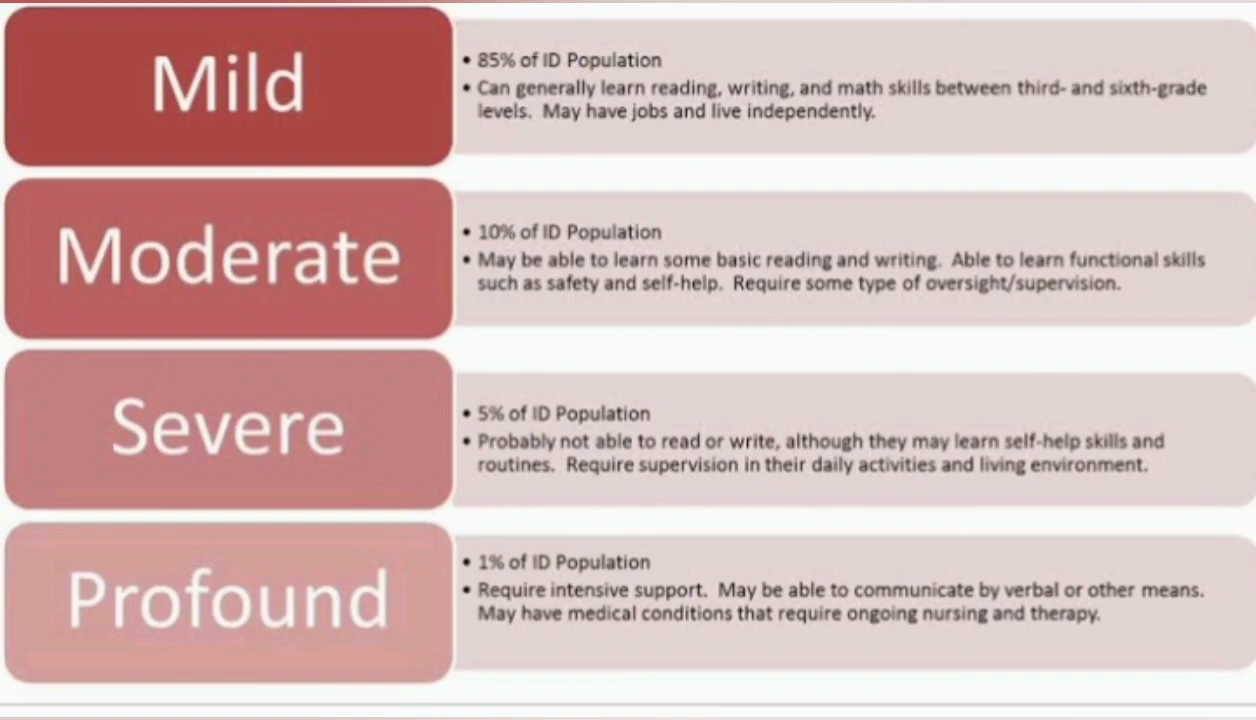 Mild
• 85% of ID Population
• Can generally learn reading, writing, and math skills between third- and sixth-grade
levels.  May have jobs and live independently.
Moderate
• 10% of ID Population
• May be able to learn some basic reading and writing.  Able to learn functional skills
such as safety and self-help.  Require some type of oversight/supervision.
Severe
• 5% of ID Population
• Probably not able to read or write, although they may learn self-help skills and
routines.  Require supervision in their daily activities and living environment.
Profound
• 1% of ID Population
• Require intensive support.  May be able to communicate by verbal or other means.
May have medical conditions that require ongoing nursing and therapy.